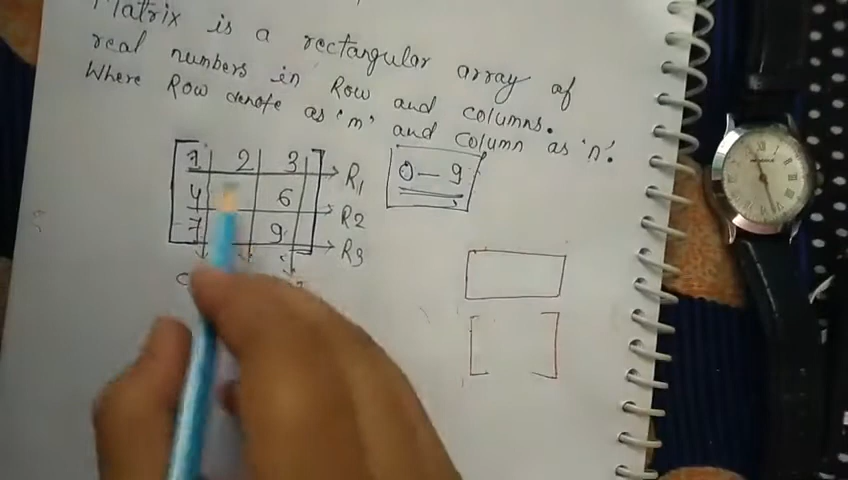 Matrix is a rectangular array of
real numbers in Row and columns.
Where Row denote as 'm' and column as 'n'.
1 2 3 R1
4 6 R2
7 9 R3
0 — 9